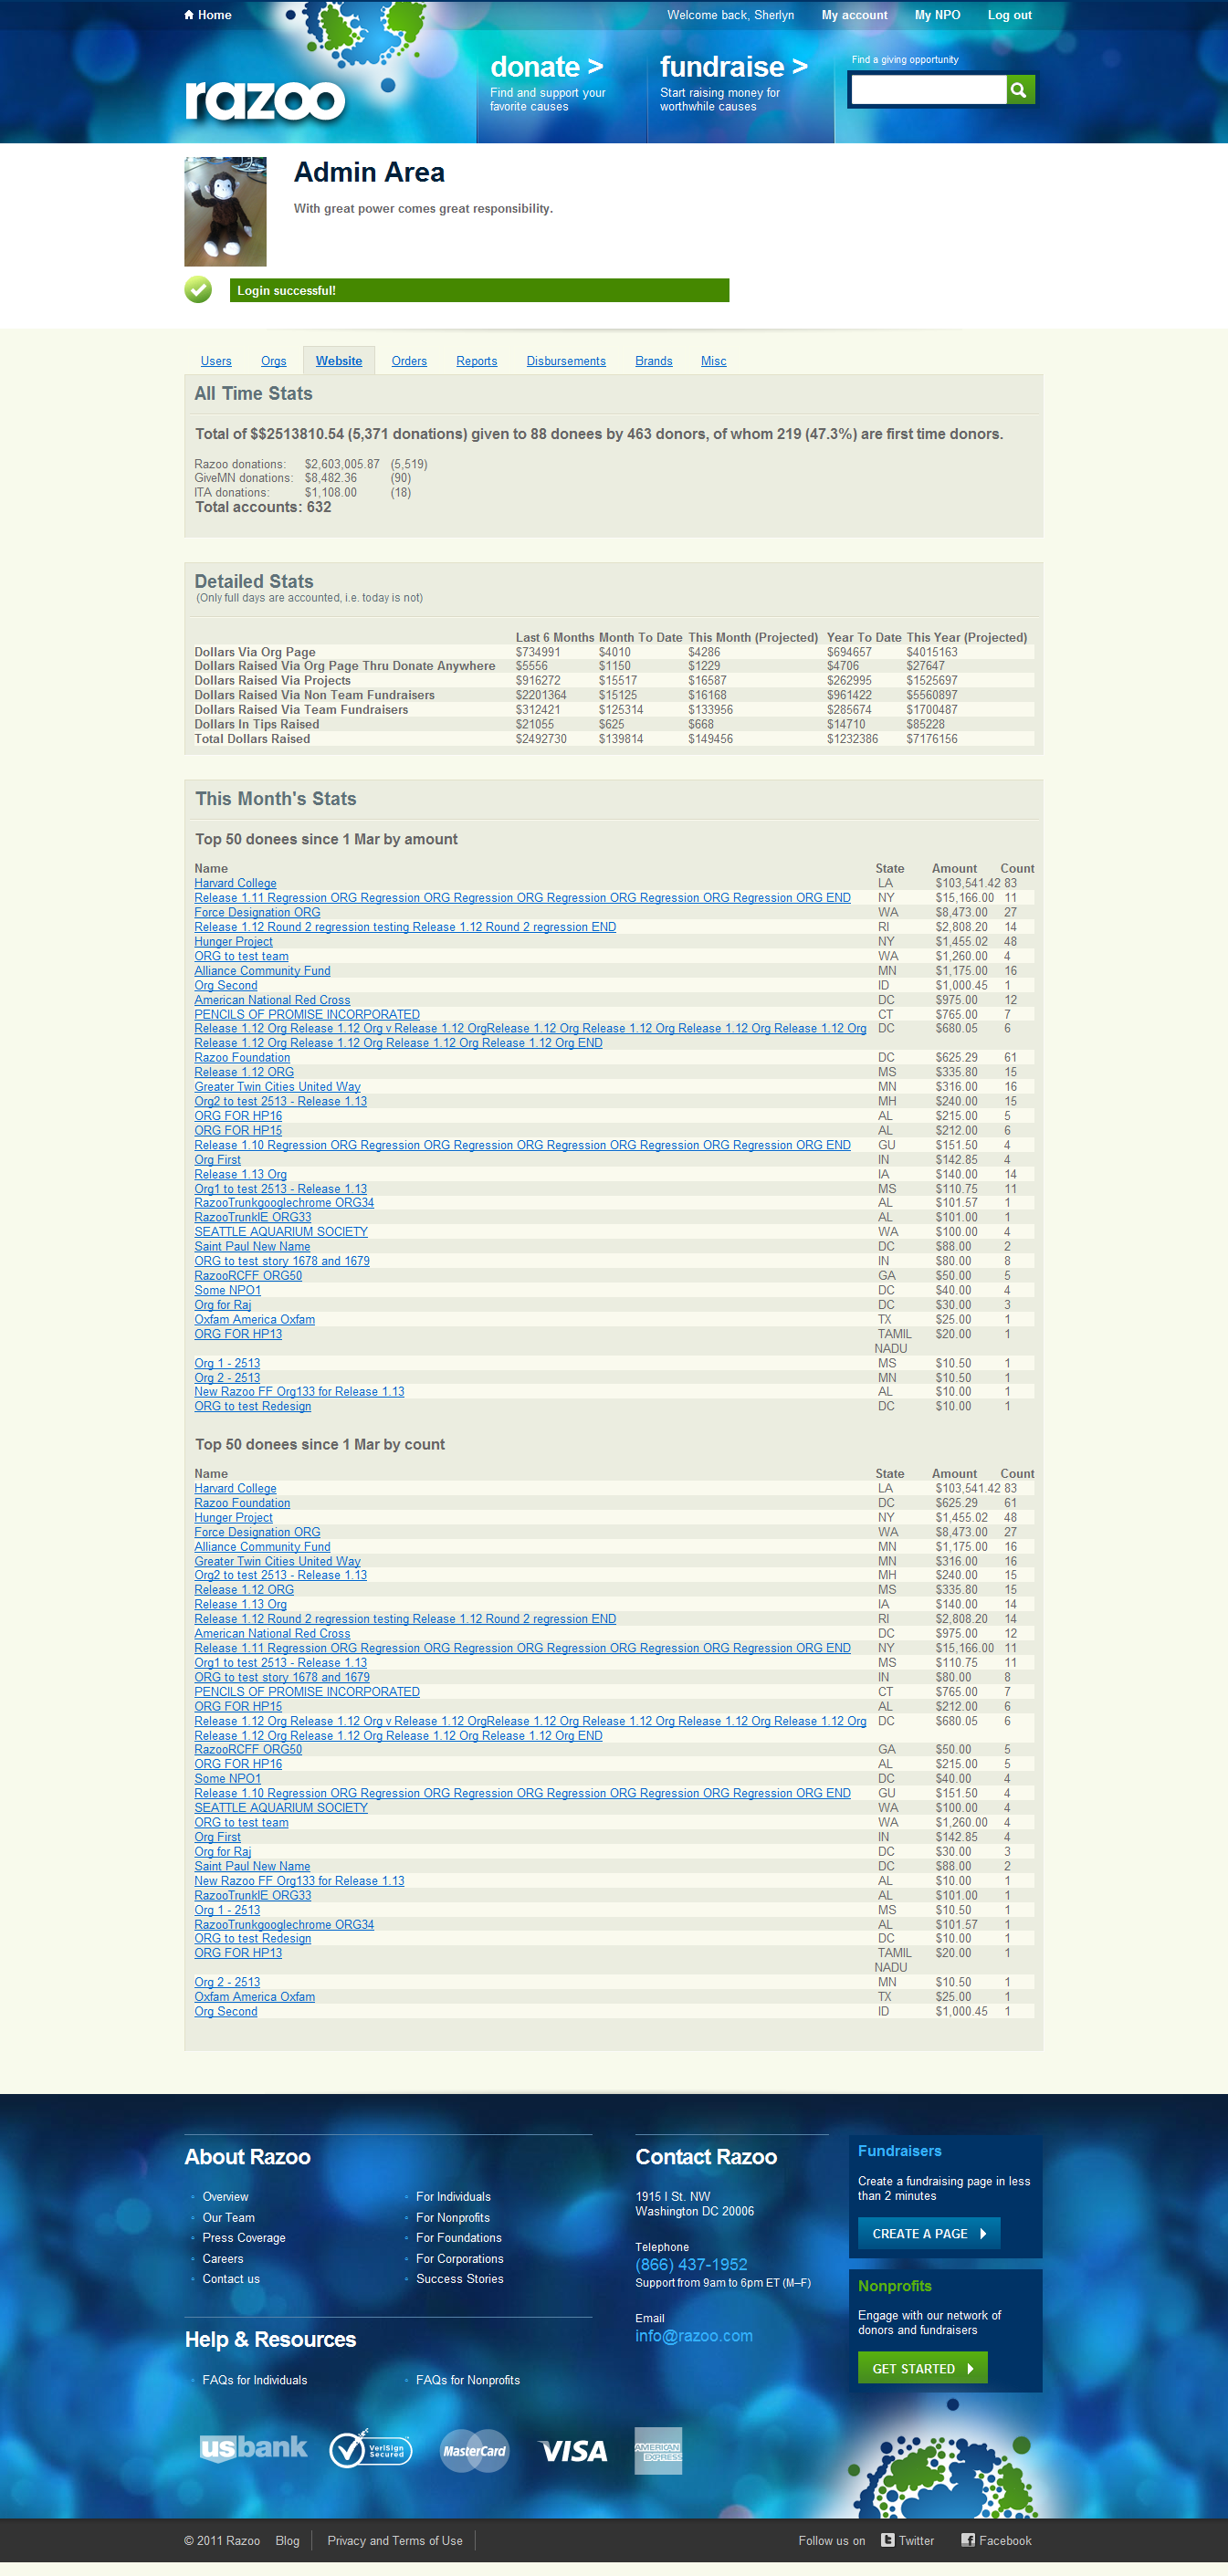 Home
Welcome back, Sherlyn My account My NPO Log out
razoo
donate >
Find and support your
favorite causes
fundraise >
Start raising money for
worthwhile causes
Find a giving opportunity
Admin Area
With great power comes great responsibility.
Login successful!
Users Orgs Website Orders Reports Disbursements Brands Misc
All Time Stats
Total of $$2513810.54 (5,371 donations) given to 88 donees by 463 donors, of whom 219 (47.3%) are first time donors.
Razoo donations: $2,603,005.87 (5,519)
GiveMN donations: $8,482.36 (90)
ITA donations: $1,108.00 (18)
Total accounts: 632
Detailed Stats
(Only full days are accounted, i.e. today is not)
Last 6 Months Month To Date This Month (Projected) Year To Date This Year (Projected)
Dollars Via Org Page $734991 $4010 $4286 $694657 $4015163
Dollars Raised Via Org Page Thru Donate Anywhere $5556 $1150 $1229 $4706 $27647
Dollars Raised Via Projects $916272 $15517 $16587 $262995 $1525697
Dollars Raised Via Non Team Fundraisers $2201364 $15125 $16168 $961422 $5560897
Dollars Raised Via Team Fundraisers $312421 $125314 $133956 $285674 $1700487
Dollars In Tips Raised $21055 $625 $668 $14710 $85228
Total Dollars Raised $2492730 $139814 $149456 $1232386 $7176156
This Month's Stats
Top 50 donees since 1 Mar by amount
Name State Amount Count
Harvard College LA $103,541.42 83
Release 1.11 Regression ORG Regression ORG Regression ORG Regression ORG Regression ORG Regression ORG END NY $15,166.00 11
Force Designation ORG WA $8,473.00 27
Release 1.12 Round 2 regression testing Release 1.12 Round 2 regression END RI $2,808.20 14
Hunger Project NY $1,455.02 48
ORG to test team WA $1,260.00 4
Alliance Community Fund MN $1,175.00 16
Org Second ID $1,000.45 1
American National Red Cross DC $975.00 12
PENCILS OF PROMISE INCORPORATED CT $765.00 7
Release 1.12 Org Release 1.12 Org v Release 1.12 OrgRelease 1.12 Org Release 1.12 Org Release 1.12 Org Release 1.12 Org DC $680.05 6
Release 1.12 Org Release 1.12 Org Release 1.12 Org Release 1.12 Org END
Razoo Foundation DC $625.29 61
Release 1.12 ORG MS $335.80 15
Greater Twin Cities United Way MN $316.00 16
Org2 to test 2513 - Release 1.13 MH $240.00 15
ORG FOR HP16 AL $215.00 5
ORG FOR HP15 AL $212.00 6
Release 1.10 Regression ORG Regression ORG Regression ORG Regression ORG Regression ORG Regression ORG END GU $151.50 4
Org First IN $142.85 4
Release 1.13 Org IA $140.00 14
Org1 to test 2513 - Release 1.13 MS $110.75 11
RazooTrunkgooglechrome ORG34 AL $101.57 1
RazooTrunkIE ORG33 AL $101.00 1
SEATTLE AQUARIUM SOCIETY WA $100.00 4
Saint Paul New Name DC $88.00 2
ORG to test story 1678 and 1679 IN $80.00 8
RazooRCFF ORG50 GA $50.00 5
Some NPO1 DC $40.00 4
Org for Raj DC $30.00 3
Oxfam America Oxfam TX $25.00 1
ORG FOR HP13 TAMIL $20.00 1
NADU
Org 1 - 2513 MS $10.50 1
Org 2 - 2513 MN $10.50 1
New Razoo FF Org133 for Release 1.13 AL $10.00 1
ORG to test Redesign DC $10.00 1
Top 50 donees since 1 Mar by count
Name State Amount Count
Harvard College LA $103,541.42 83
Razoo Foundation DC $625.29 61
Hunger Project NY $1,455.02 48
Force Designation ORG WA $8,473.00 27
Alliance Community Fund MN $1,175.00 16
Greater Twin Cities United Way MN $316.00 16
Org2 to test 2513 - Release 1.13 MH $240.00 15
Release 1.12 ORG MS $335.80 15
Release 1.13 Org IA $140.00 14
Release 1.12 Round 2 regression testing Release 1.12 Round 2 regression END RI $2,808.20 14
American National Red Cross DC $975.00 12
Release 1.11 Regression ORG Regression ORG Regression ORG Regression ORG Regression ORG Regression ORG END NY $15,166.00 11
Org1 to test 2513 - Release 1.13 MS $110.75 11
ORG to test story 1678 and 1679 IN $80.00 8
PENCILS OF PROMISE INCORPORATED CT $765.00 7
ORG FOR HP15 AL $212.00 6
Release 1.12 Org Release 1.12 Org v Release 1.12 OrgRelease 1.12 Org Release 1.12 Org Release 1.12 Org Release 1.12 Org DC $680.05 6
Release 1.12 Org Release 1.12 Org Release 1.12 Org Release 1.12 Org END
RazooRCFF ORG50 GA $50.00 5
ORG FOR HP16 AL $215.00 5
Some NPO1 DC $40.00 4
Release 1.10 Regression ORG Regression ORG Regression ORG Regression ORG Regression ORG Regression ORG END GU $151.50 4
SEATTLE AQUARIUM SOCIETY WA $100.00 4
ORG to test team WA $1,260.00 4
Org First IN $142.85 4
Org for Raj DC $30.00 3
Saint Paul New Name DC $88.00 2
New Razoo FF Org133 for Release 1.13 AL $10.00 1
RazooTrunkIE ORG33 AL $101.00 1
Org 1 - 2513 MS $10.50 1
RazooTrunkgooglechrome ORG34 AL $101.57 1
ORG to test Redesign DC $10.00 1
ORG FOR HP13 TAMIL $20.00 1
NADU
Org 2 - 2513 MN $10.50 1
Oxfam America Oxfam TX $25.00 1
Org Second ID $1,000.45 1
About Razoo
Overview For Individuals
Our Team For Nonprofits
Press Coverage For Foundations
Careers For Corporations
Contact us Success Stories
Help & Resources
FAQs for Individuals FAQs for Nonprofits
Contact Razoo
1915 I St. NW
Washington DC 20006
Telephone
(866) 437-1952
Support from 9am to 6pm ET (M–F)
Email
info@razoo.com
Fundraisers
Create a fundraising page in less
than 2 minutes
CREATE A PAGE
Nonprofits
Engage with our network of
donors and fundraisers
GET STARTED
usbank
VeriSign
Secured
MasterCard
VISA
AMERICAN
EXPRESS
© 2011 Razoo Blog Privacy and Terms of Use Follow us on Twitter Facebook